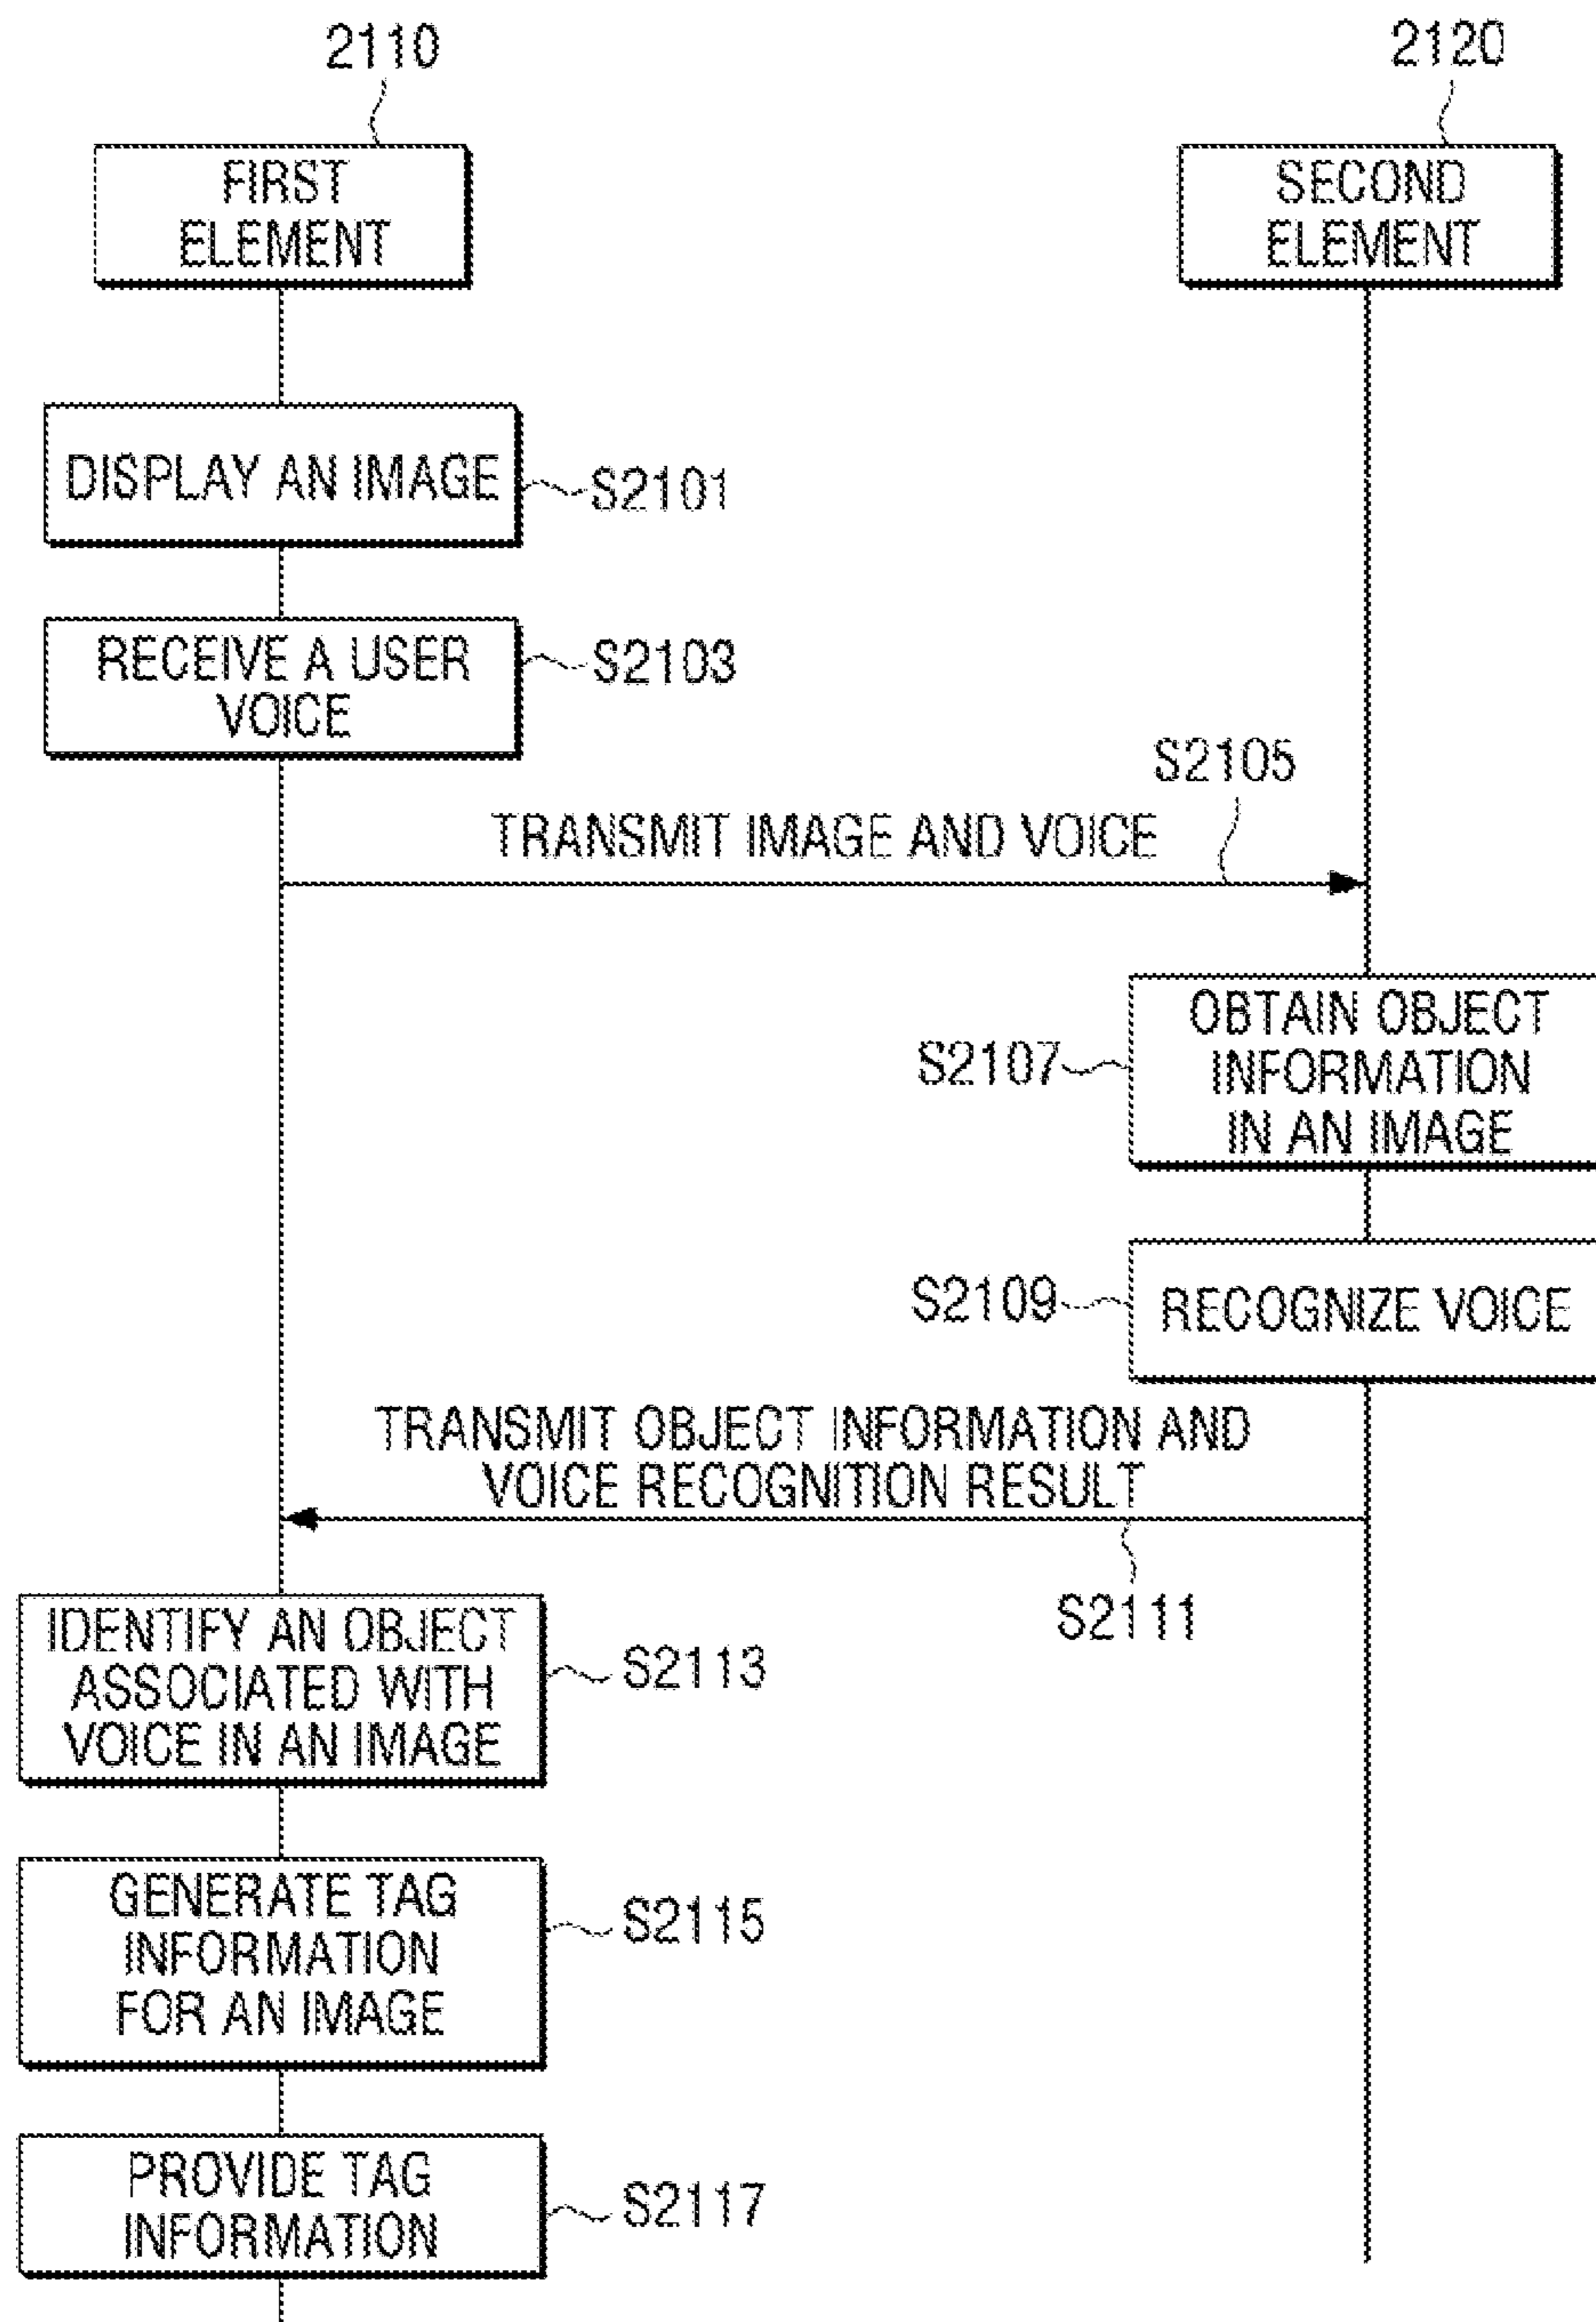 2110
2120
FIRST
ELEMENT
SECOND
ELEMENT
DISPLAY AN IMAGE
S2101
RECEIVE A USER
VOICE
S2103
S2105
TRANSMIT IMAGE AND VOICE
OBTAIN OBJECT
INFORMATION
IN AN IMAGE
S2107
S2109
RECOGNIZE VOICE
TRANSMIT OBJECT INFORMATION AND
VOICE RECOGNITION RESULT
S2111
IDENTIFY AN OBJECT
ASSOCIATED WITH
VOICE IN AN IMAGE
S2113
GENERATE TAG
INFORMATION
FOR AN IMAGE
S2115
PROVIDE TAG
INFORMATION
S2117